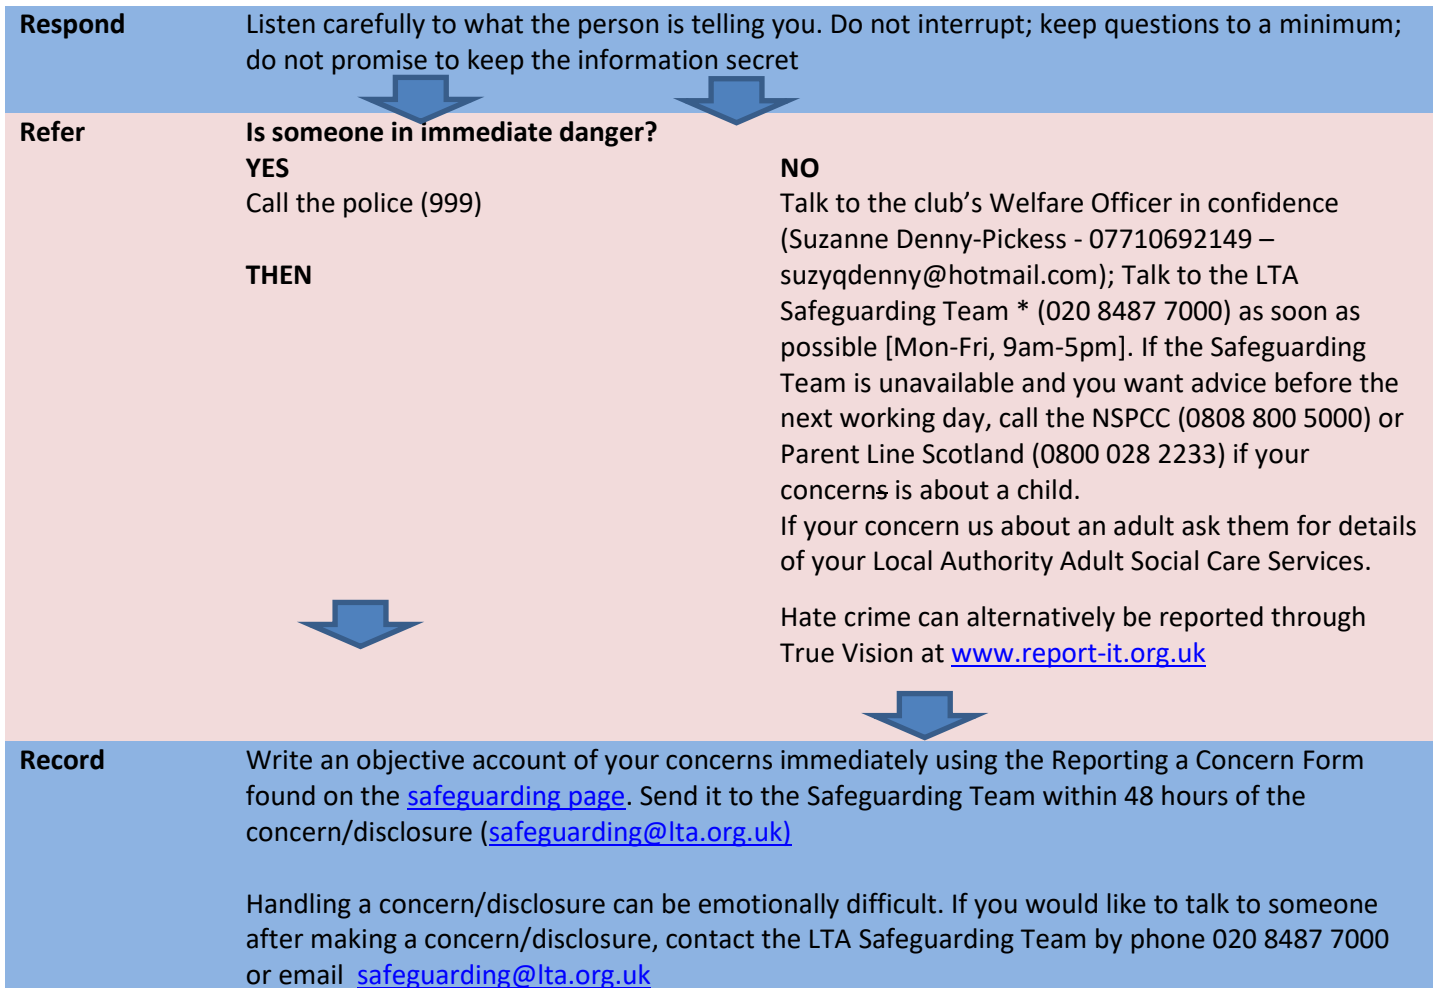 Respond
Listen carefully to what the person is telling you. Do not interrupt; keep questions to a minimum;
do not promise to keep the information secret
Refer
Is someone in immediate danger?
YES
Call the police (999)
THEN
NO
Talk to the club’s Welfare Officer in confidence
(Suzanne Denny-Pickess - 07710692149 –
suzyqdenny@hotmail.com); Talk to the LTA
Safeguarding Team * (020 8487 7000) as soon as
possible [Mon-Fri, 9am-5pm]. If the Safeguarding
Team is unavailable and you want advice before the
next working day, call the NSPCC (0808 800 5000) or
Parent Line Scotland (0800 028 2233) if your
concerns is about a child.
If your concern us about an adult ask them for details
of your Local Authority Adult Social Care Services.
Hate crime can alternatively be reported through
True Vision at www.report-it.org.uk
Record
Write an objective account of your concerns immediately using the Reporting a Concern Form
found on the safeguarding page. Send it to the Safeguarding Team within 48 hours of the
concern/disclosure (safeguarding@lta.org.uk)
Handling a concern/disclosure can be emotionally difficult. If you would like to talk to someone
after making a concern/disclosure, contact the LTA Safeguarding Team by phone 020 8487 7000
or email safeguarding@lta.org.uk